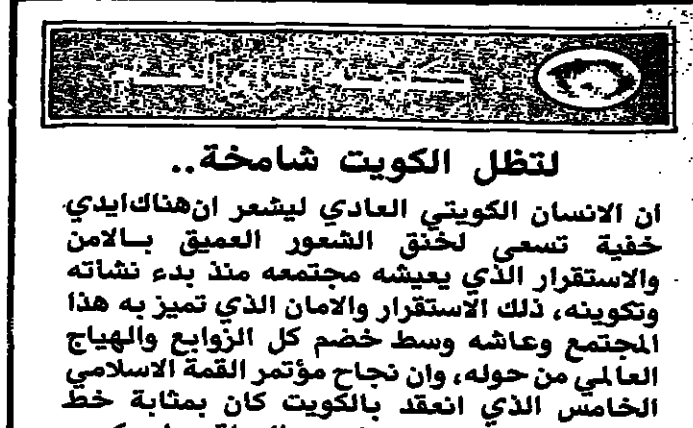 لتظل الكويت شامخة..
ان الانسان الكويتي العادي ليشعر ان هناك ايدي
خفية تسعى لخنق الشعور العميق بالامن
والاستقرار الذي يعيشه مجتمعه منذ بدء نشاته
وتكوينه، ذلك الاستقرار والامان الذي تميز به هذا
المجتمع وعاشه وسط خضم كل الزوابع والهياج
العالمي من حوله، وان نجاح مؤتمر القمة الاسلامي
الخامس الذي انعقد بالكويت كان بمثابة خط